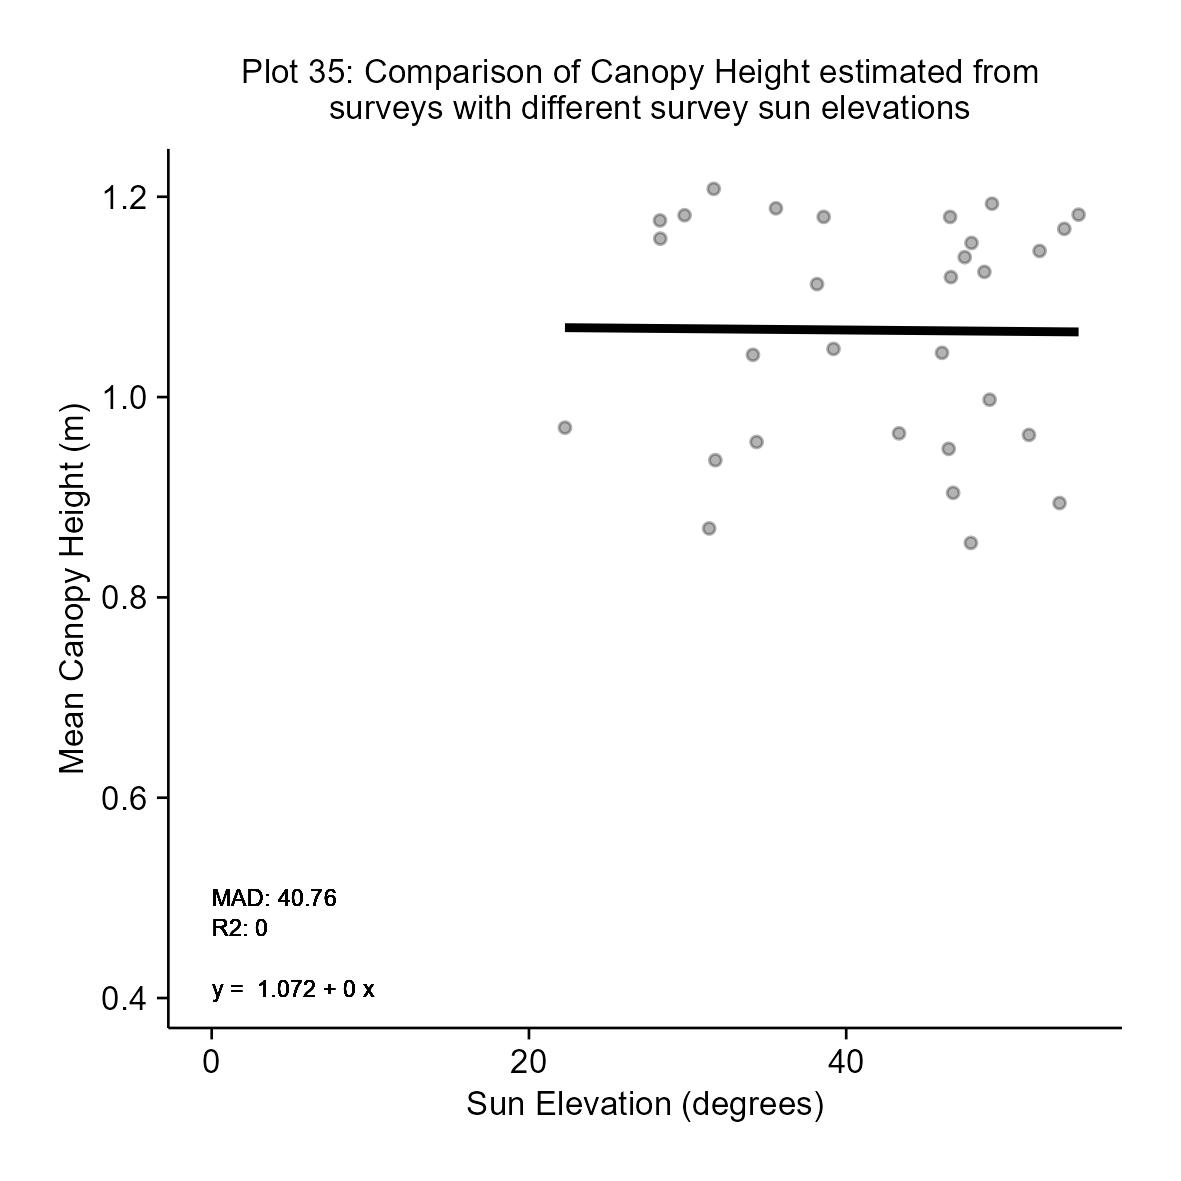 Plot 35: Comparison of Canopy Height estimated from
surveys with different survey sun elevations
1.2
1.0
0.8
0.6
0.4
Mean Canopy Height (m)
MAD: 40.76
R2: 0
y =  1.072 + 0 x
0
20
40
Sun Elevation (degrees)